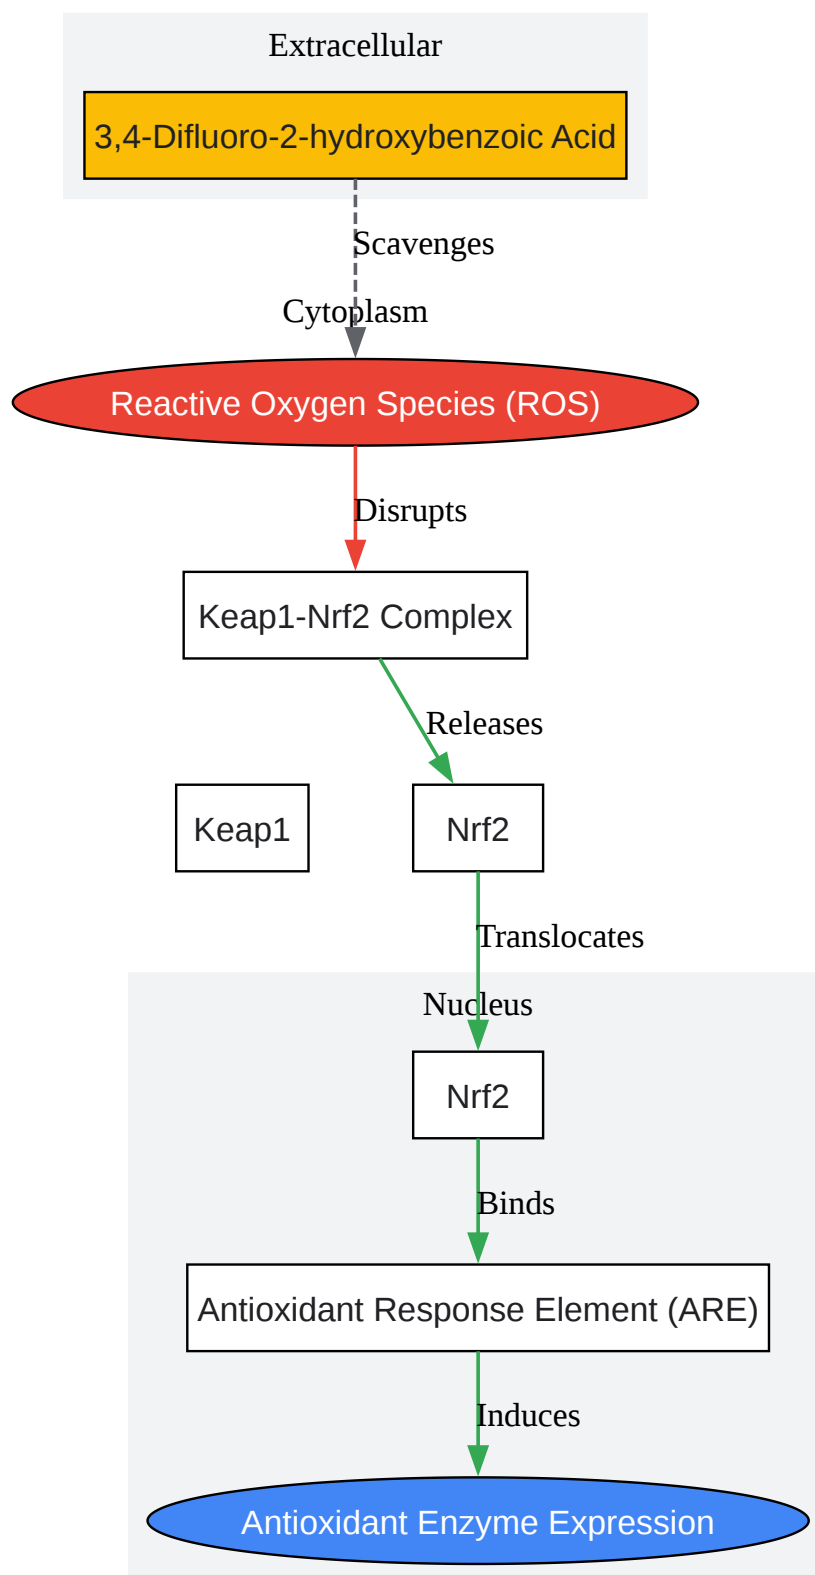 Extracellular
3,4-Difluoro-2-hydroxybenzoic Acid
Scavenges
Cytoplasm
Reactive Oxygen Species (ROS)
Disrupts
Keap1-Nrf2 Complex
Releases
Keap1
Nrf2
Translocates
Nucleus
Nrf2
Binds
Antioxidant Response Element (ARE)
Induces
Antioxidant Enzyme Expression